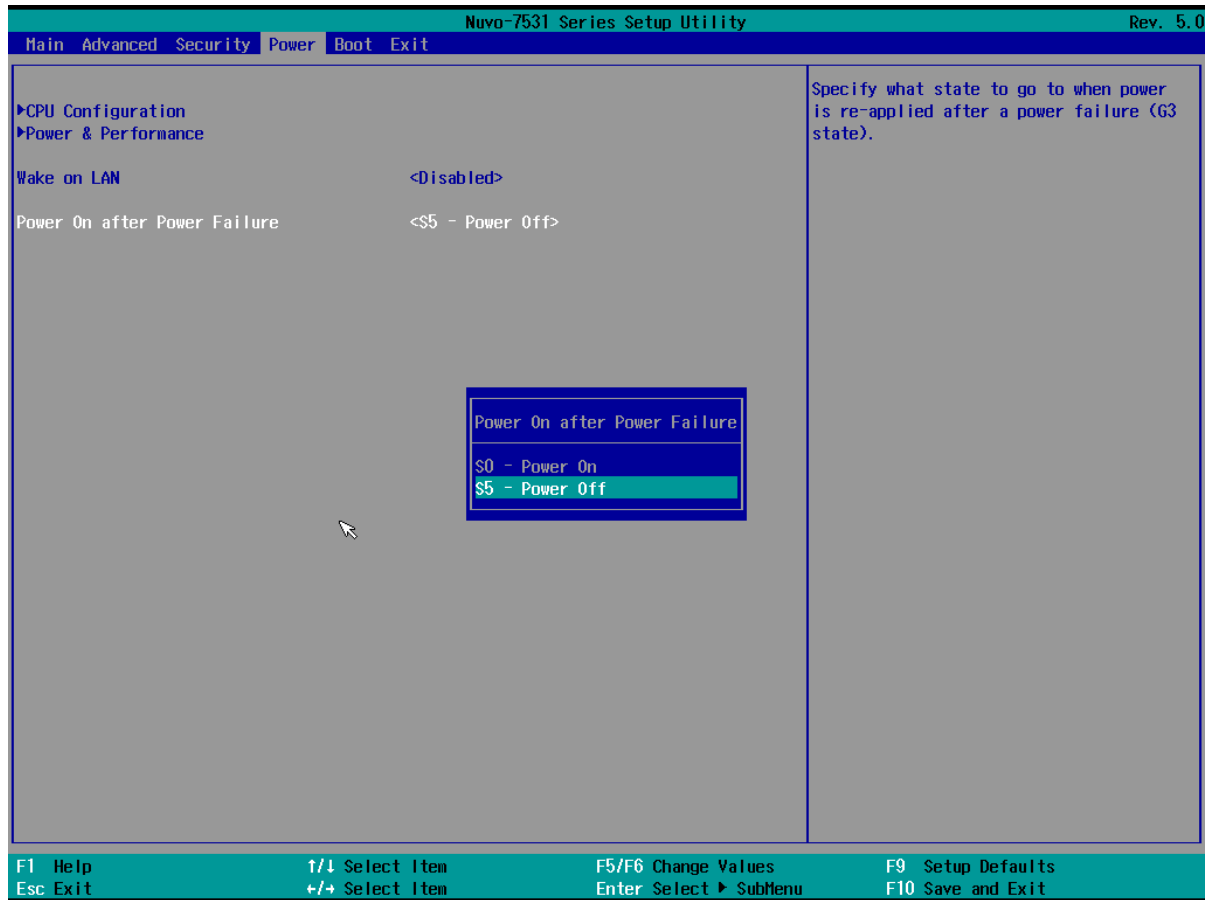 Nuvo-7531 Series Setup Utility Rev. 5.0
Main Advanced Security Power Boot Exit
▶CPU Configuration
▶Power & Performance
Wake on LAN <Disabled>
Power On after Power Failure <S5 - Power Off>
Specify what state to go to when power
is re-applied after a power failure (G3
state).
Power On after Power Failure
S0 - Power On
S5 - Power Off
F1 Help ↑/↓ Select Item F5/F6 Change Values F9 Setup Defaults
Esc Exit ←/→ Select Item Enter Select ▶ SubMenu F10 Save and Exit